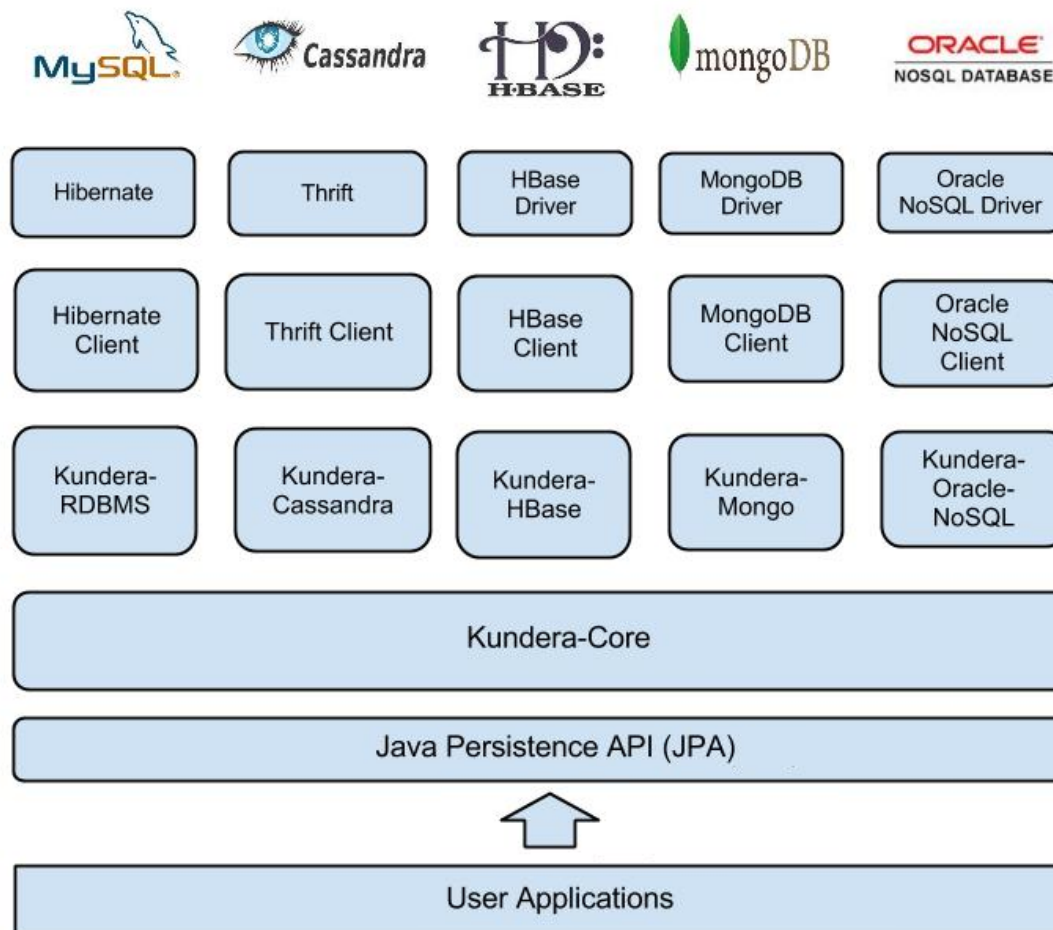 MySQL®
Cassandra
H·BASE
mongoDB
ORACLE®
NOSQL DATABASE
Hibernate
Thrift
HBase
Driver
MongoDB
Driver
Oracle
NoSQL Driver
Hibernate
Client
Thrift Client
HBase
Client
MongoDB
Client
Oracle
NoSQL
Client
Kundera-
RDBMS
Kundera-
Cassandra
Kundera-
HBase
Kundera-
Mongo
Kundera-
Oracle-
NoSQL
Kundera-Core
Java Persistence API (JPA)
User Applications